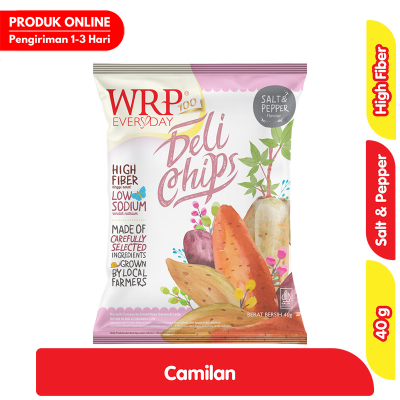 PRODUK ONLINE
Pengiriman 1-3 Hari
WRP
100
EVERYDAY
SALT &
PEPPER
Deli
Chips
HIGH
FIBER
LOW
SODIUM
MADE OF
CAREFULLY
SELECTED
INGREDIENTS
GROWN
BY LOCAL
FARMERS
BERAT BERSIH 40g
High Fiber
Salt & Pepper
40g
Camilan